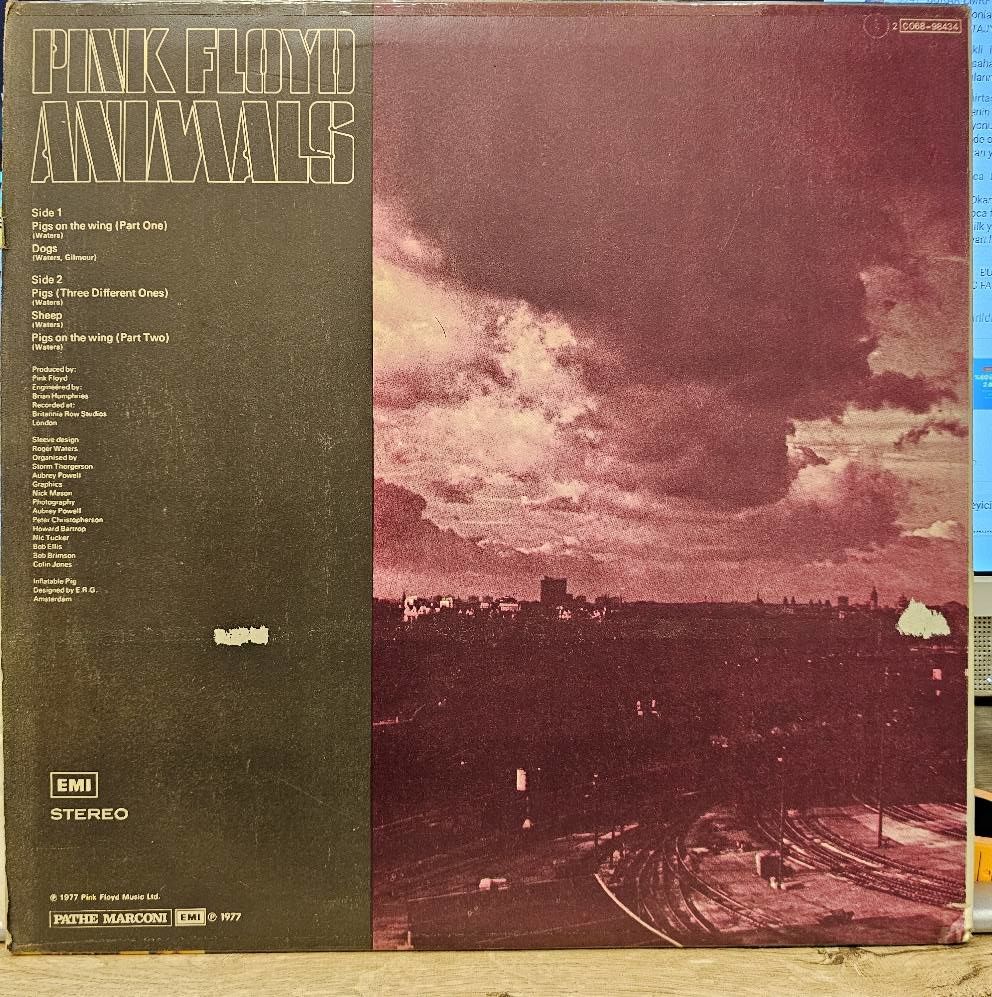 PINK FLOYD
ANIMALS
2 C068-98434
Side 1
Pigs on the wing (Part One)
(Waters)
Dogs
(Waters, Gilmour)
Side 2
Pigs (Three Different Ones)
(Waters)
Sheep
(Waters)
Pigs on the wing (Part Two)
(Waters)
Produced by:
Pink Floyd
Engineered by:
Brian Humphries
Recorded at:
Britannia Row Studios
London
Sleeve design
Roger Waters
Organised by
Storm Thorgerson
Aubrey Powell
Graphics
Nick Mason
Photography
Aubrey Powell
Peter Christopherson
Howard Bartrop
Nic Tucker
Bob Ellis
Bob Brimson
Colin Jones
Inflatable Pig
Designed by E.R.G.
Amsterdam
EMI
STEREO
℗ 1977 Pink Floyd Music Ltd.
PATHE MARCONI EMI ℗ 1977